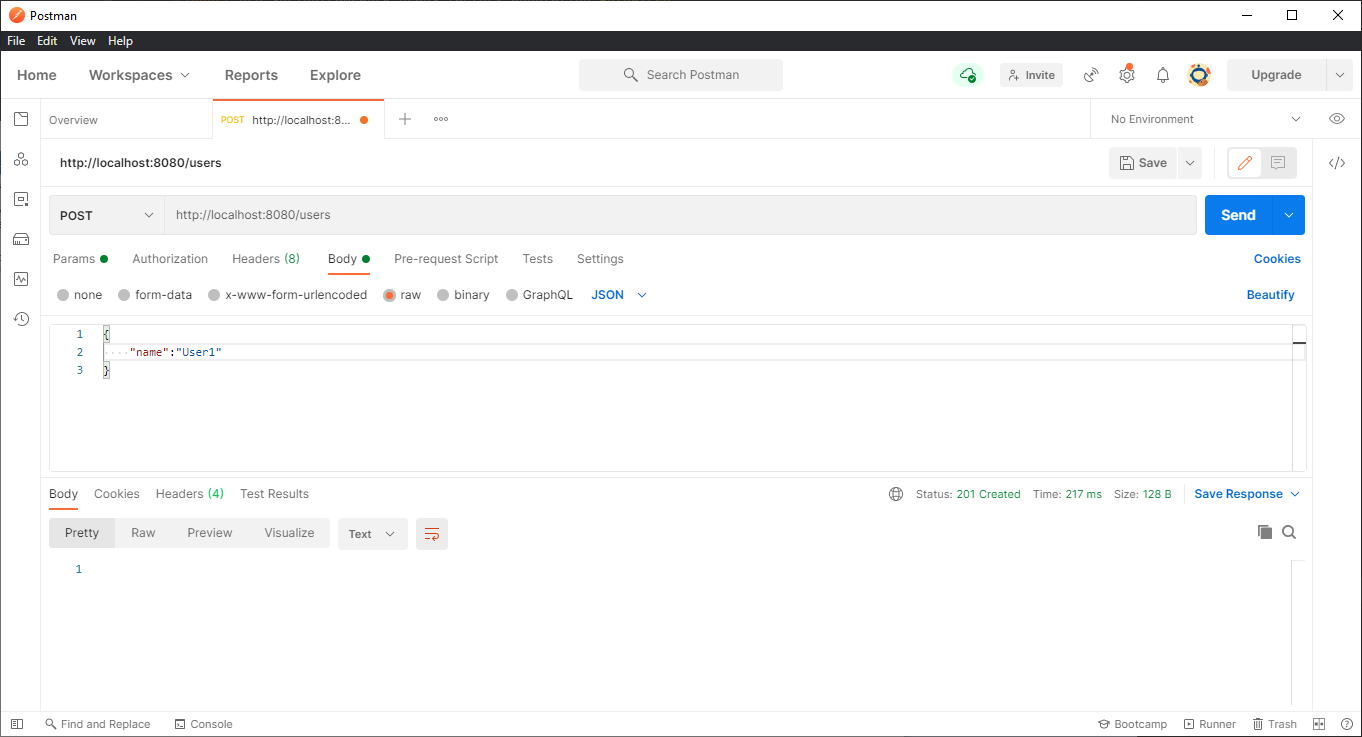 Postman
File Edit View Help
Home Workspaces Reports Explore Search Postman Invite Upgrade
Overview POST http://localhost:8... No Environment
http://localhost:8080/users Save
POST http://localhost:8080/users Send
Params Authorization Headers (8) Body Pre-request Script Tests Settings Cookies
none form-data x-www-form-urlencoded raw binary GraphQL JSON Beautify
1 {
2 "name":"User1"
3 }
Body Cookies Headers (4) Test Results Status: 201 Created Time: 217 ms Size: 128 B Save Response
Pretty Raw Preview Visualize Text
1
Find and Replace Console Bootcamp Runner Trash